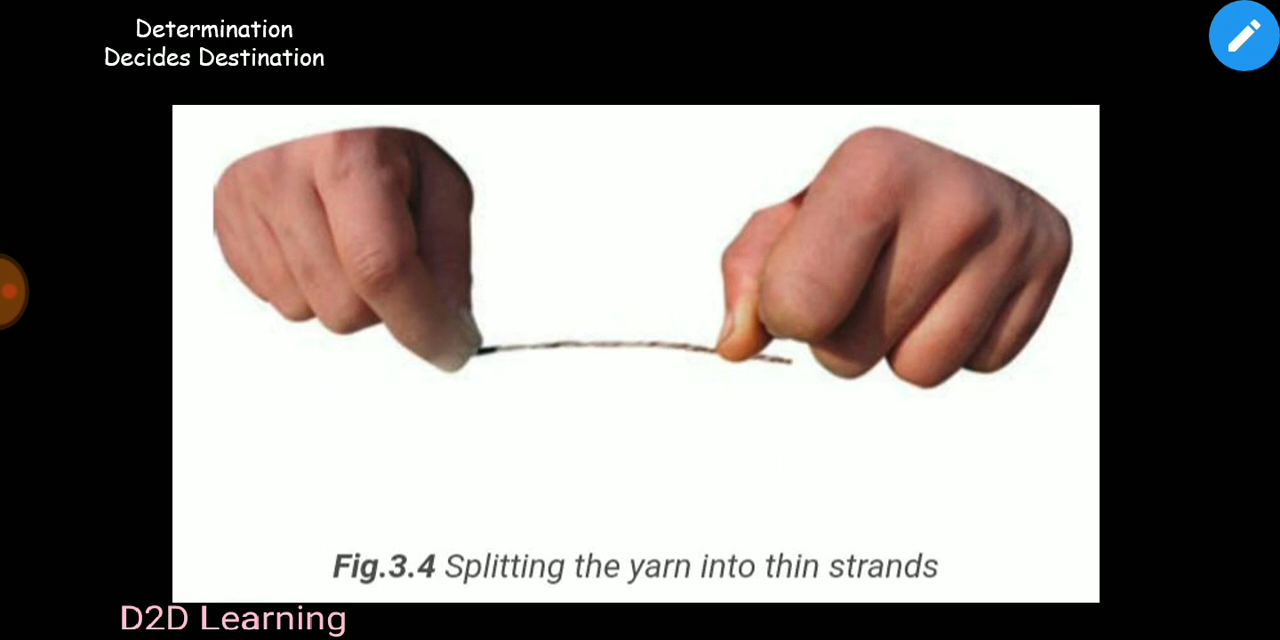 Determination
Decides Destination
Fig.3.4 Splitting the yarn into thin strands
D2D Learning